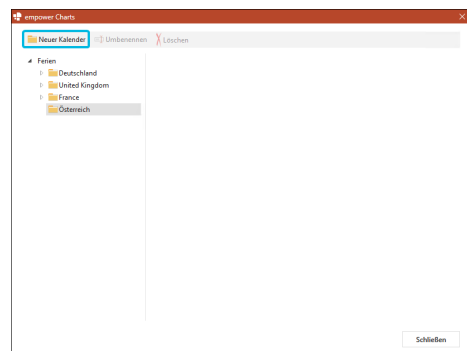 empower Charts
Neuer Kalender Umbenennen Löschen
Ferien
Deutschland
United Kingdom
France
Österreich
Schließen